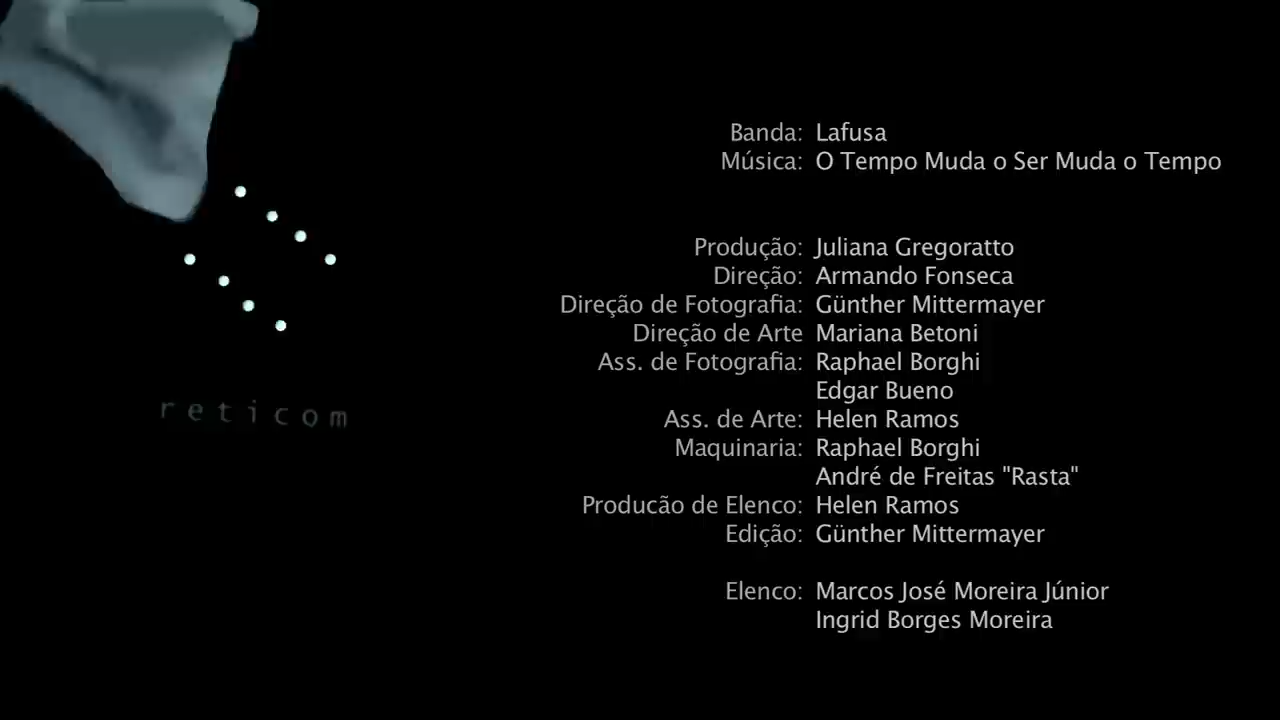 Banda: Lafusa
Música: O Tempo Muda o Ser Muda o Tempo
Produção: Juliana Gregoratto
Direção: Armando Fonseca
Direção de Fotografia: Günther Mittermayer
Direção de Arte Mariana Betoni
Ass. de Fotografia: Raphael Borghi
Edgar Bueno
Ass. de Arte: Helen Ramos
Maquinaria: Raphael Borghi
André de Freitas "Rasta"
Producão de Elenco: Helen Ramos
Edição: Günther Mittermayer
Elenco: Marcos José Moreira Júnior
Ingrid Borges Moreira
reticom